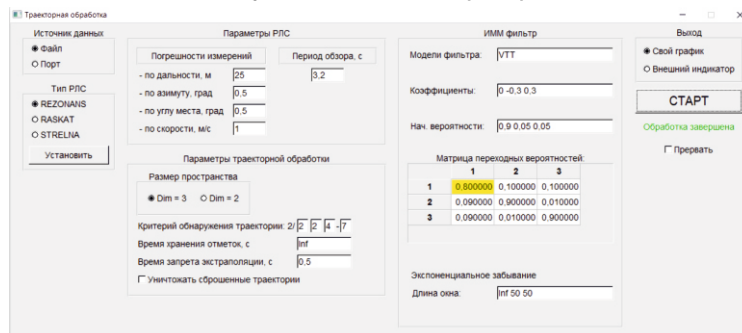 Траекторная обработка
Источник данных
Файл
Порт
Тип РЛС
REZONANS
RASKAT
STRELNA
Установить
Параметры РЛС
Погрешности измерений
Период обзора, с
- по дальности, м 25
3,2
- по азимуту, град 0,5
- по углу места, град 0,5
- по скорости, м/с 1
Параметры траекторной обработки
Размер пространства
Dim = 3 Dim = 2
Критерий обнаружения траектории: 2/ 2 2 4 -7
Время хранения отметок, с Inf
Время запрета экстраполяции, с 0,5
Уничтожать сброшенные траектории
ИММ фильтр
Модели фильтра: VTT
Коэффициенты: 0 -0,3 0,3
Нач. вероятности: 0,9 0,05 0,05
Матрица переходных вероятностей:
1 2 3
1 0,800000 0,100000 0,100000
2 0,090000 0,900000 0,010000
3 0,090000 0,010000 0,900000
Экспоненциальное забывание
Длина окна: Inf 50 50
Выход
Свой график
Внешний индикатор
СТАРТ
Обработка завершена
Прервать